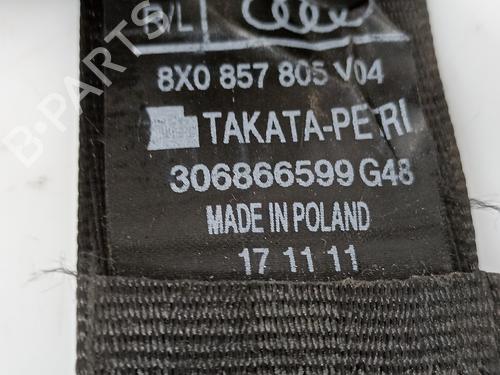 R/L
8X0 857 805 V04
TAKATA-PETRI
306866599 G48
MADE IN POLAND
17 11 11
B-PARTS